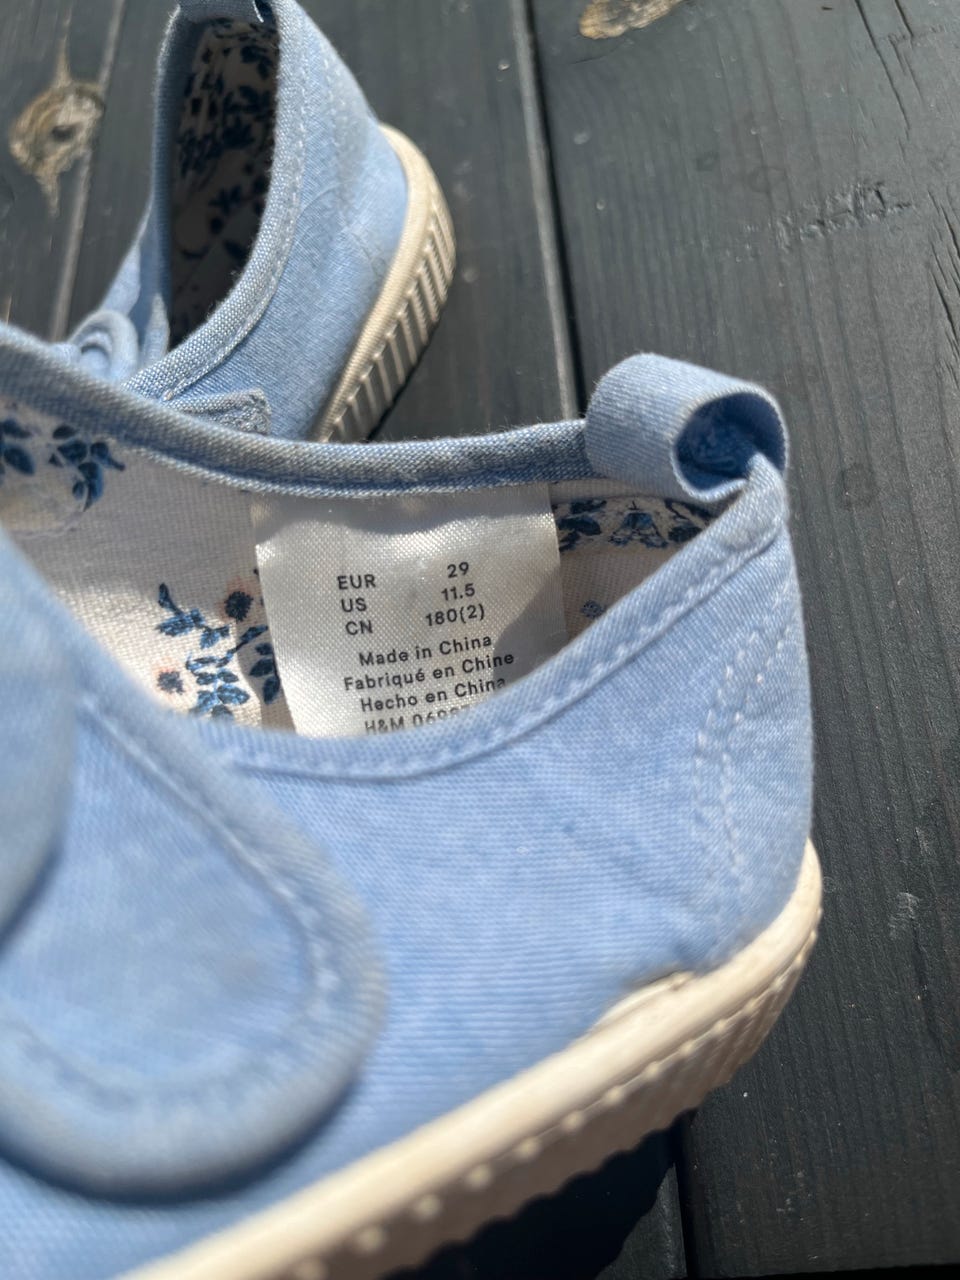 EUR 29
US 11.5
CN 180(2)
Made in China
Fabriqué en Chine
Hecho en China
H&M